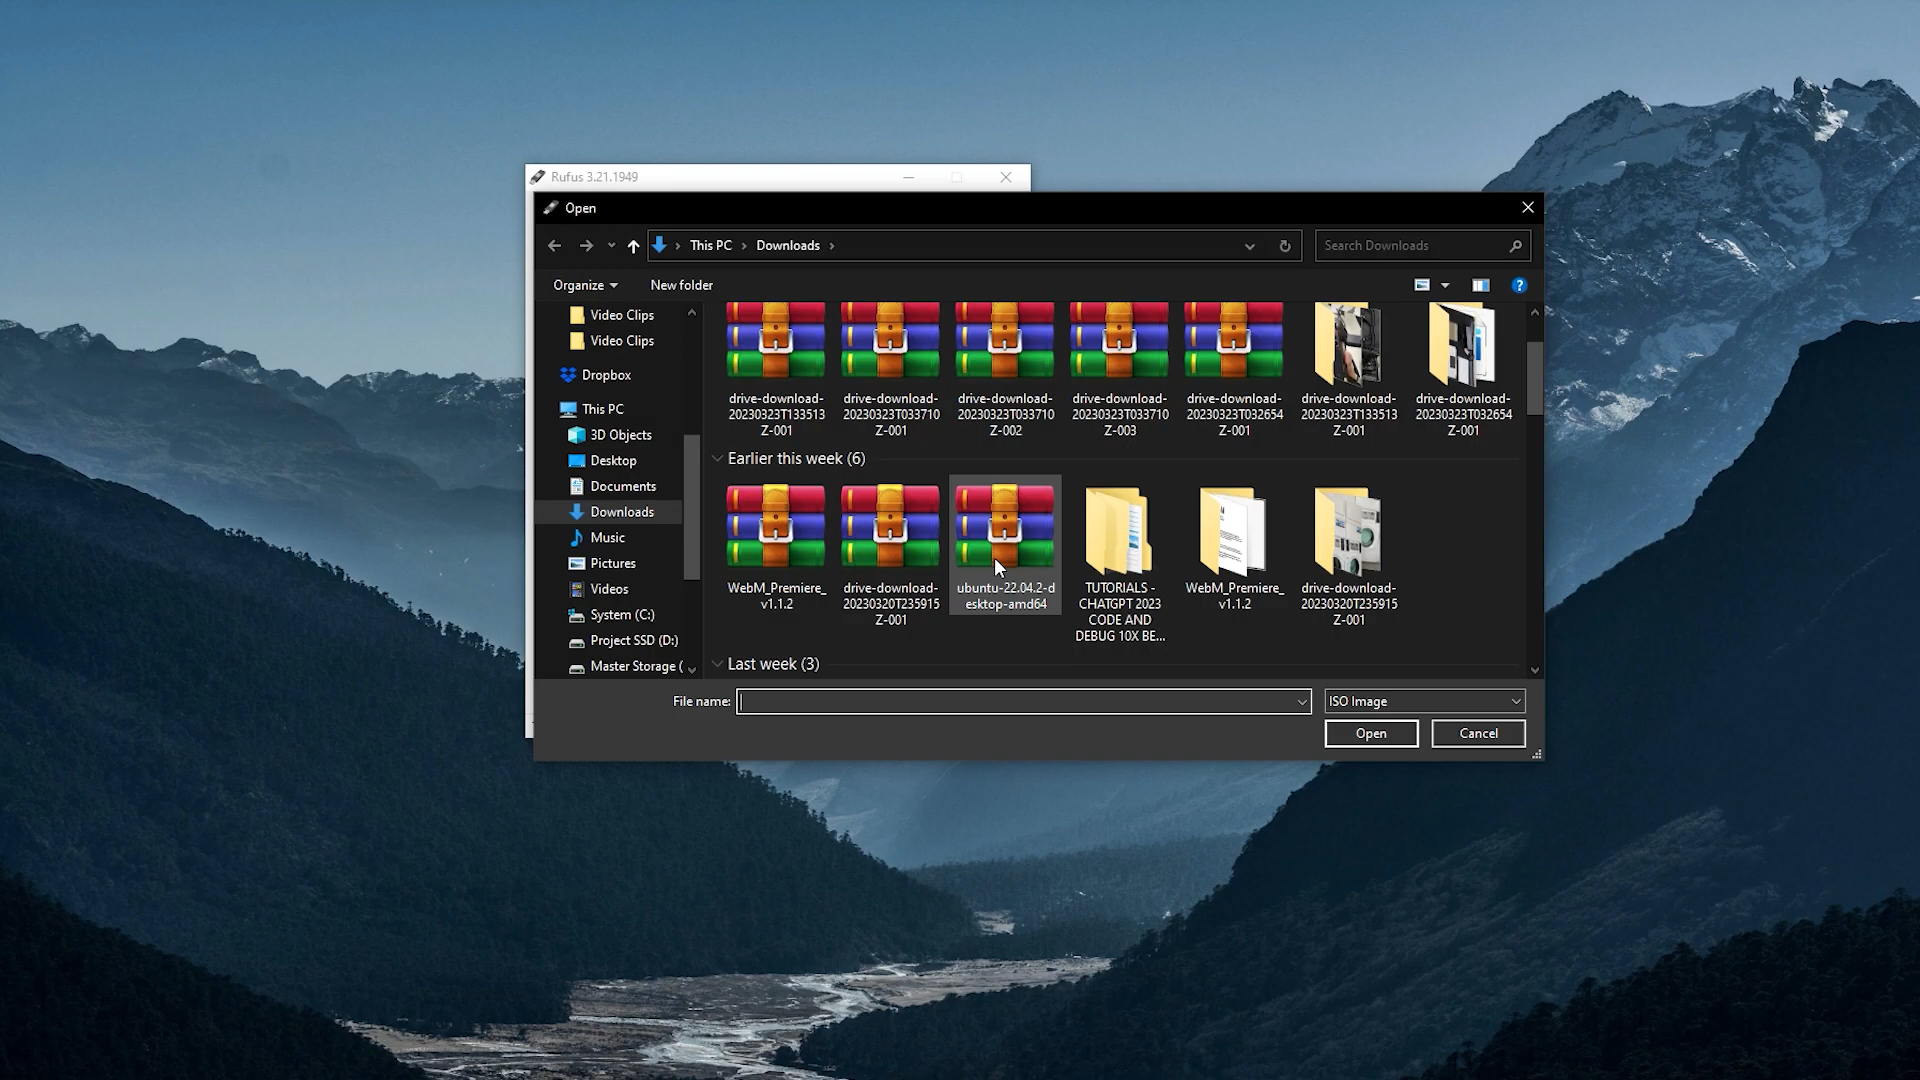 Rufus 3.21.1949
Open
This PC
Downloads
Search Downloads
Organize
New folder
Video Clips
Video Clips
Dropbox
This PC
3D Objects
Desktop
Documents
Downloads
Music
Pictures
Videos
System (C:)
Project SSD (D:)
Master Storage (
drive-download-
20230323T133513
Z-001
drive-download-
20230323T033710
Z-001
drive-download-
20230323T033710
Z-002
drive-download-
20230323T033710
Z-003
drive-download-
20230323T032654
Z-001
drive-download-
20230323T133513
Z-001
drive-download-
20230323T032654
Z-001
Earlier this week (6)
WebM_Premiere_
v1.1.2
drive-download-
20230320T235915
Z-001
ubuntu-22.04.2-d
esktop-amd64
TUTORIALS -
CHATGPT 2023
CODE AND
DEBUG 10X BE...
WebM_Premiere_
v1.1.2
drive-download-
20230320T235915
Z-001
Last week (3)
File name:
ISO Image
Open
Cancel